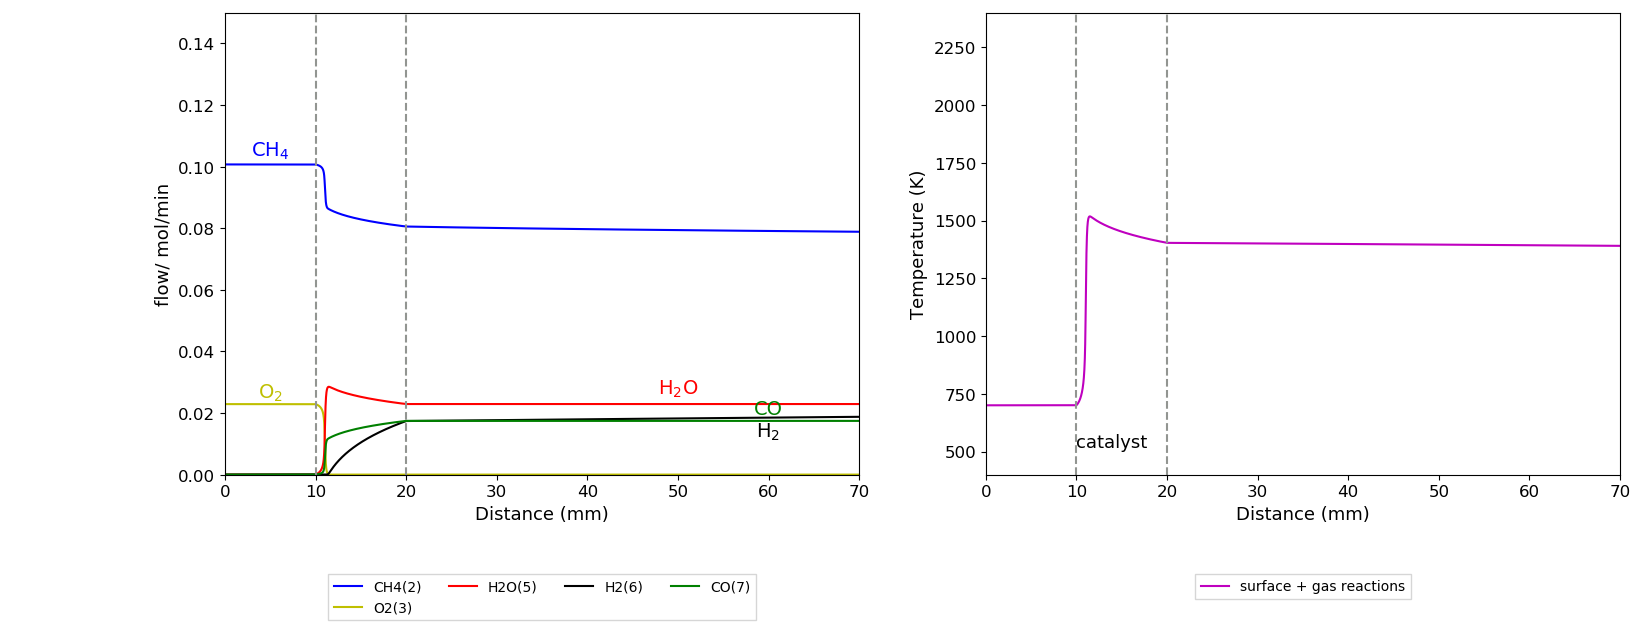 0.14
0.12
0.10
0.08
0.06
0.04
0.02
0.00
flow/ mol/min
CH₄
O₂
H₂O
CO
H₂
0 10 20 30 40 50 60 70
Distance (mm)
CH4(2) H2O(5) H2(6) CO(7)
O2(3)
2250
2000
1750
1500
1250
1000
750
500
Temperature (K)
catalyst
0 10 20 30 40 50 60 70
Distance (mm)
surface + gas reactions